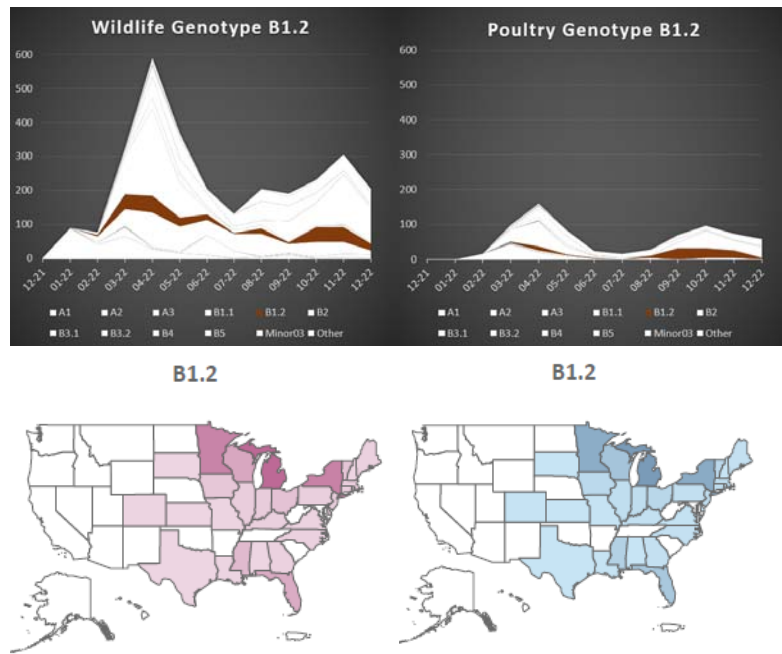 Wildlife Genotype B1.2
600
500
400
300
200
100
0
12-21 01-22 02-22 03-22 04-22 05-22 06-22 07-22 08-22 09-22 10-22 11-22 12-22
A1 A2 A3 B1.1 B1.2 B2
B3.1 B3.2 B4 B5 Minor03 Other
Poultry Genotype B1.2
600
500
400
300
200
100
0
12-21 01-22 02-22 03-22 04-22 05-22 06-22 07-22 08-22 09-22 10-22 11-22 12-22
A1 A2 A3 B1.1 B1.2 B2
B3.1 B3.2 B4 B5 Minor03 Other
B1.2
B1.2